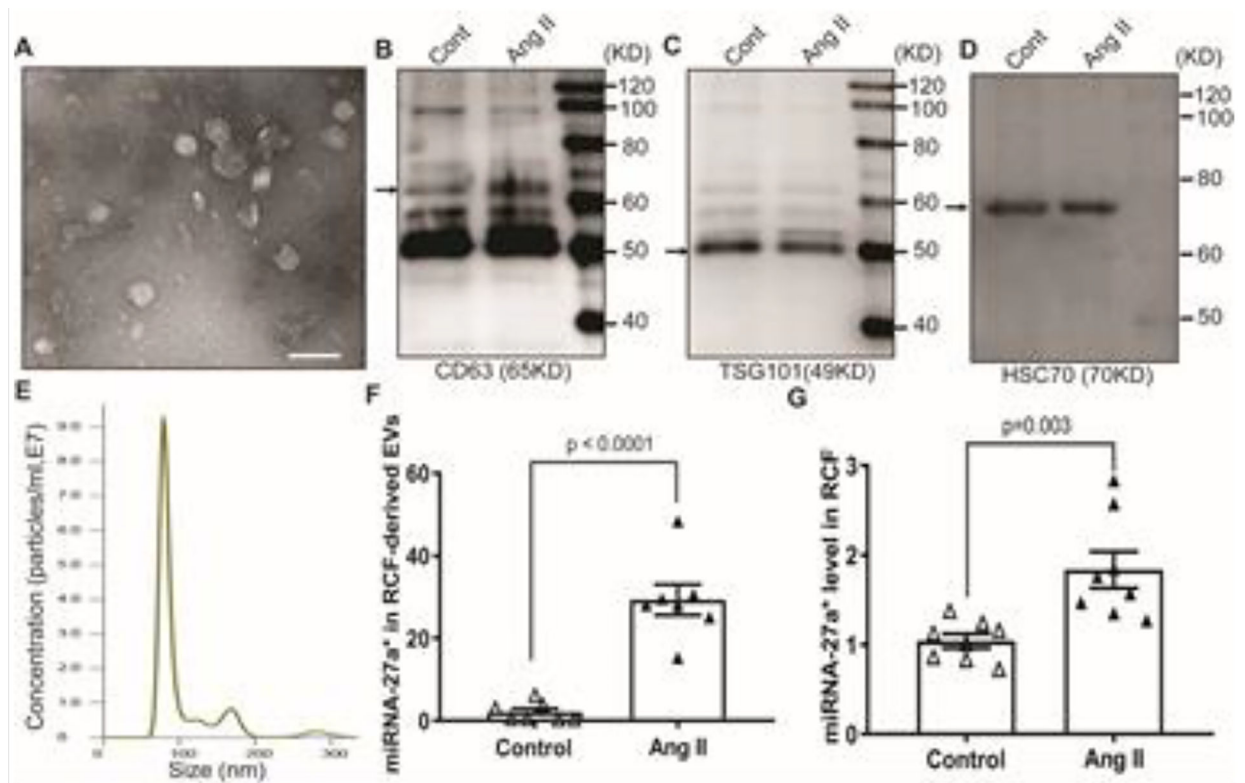 A
B
Cont
Ang II
(KD)
120
100
80
60
50
40
CD63 (65KD)
C
Cont
Ang II
(KD)
120
100
80
60
50
40
TSG101(49KD)
D
Cont
Ang II
(KD)
120
100
80
60
50
HSC70 (70KD)
E
Concentration (particles/ml,E7)
0
100
200
300
Size (nm)
F
miRNA-27a* in RCF-derived EVs
60
40
20
0
p < 0.0001
Control
Ang II
G
miRNA-27a* level in RCF
3
2
1
0
p=0.003
Control
Ang II